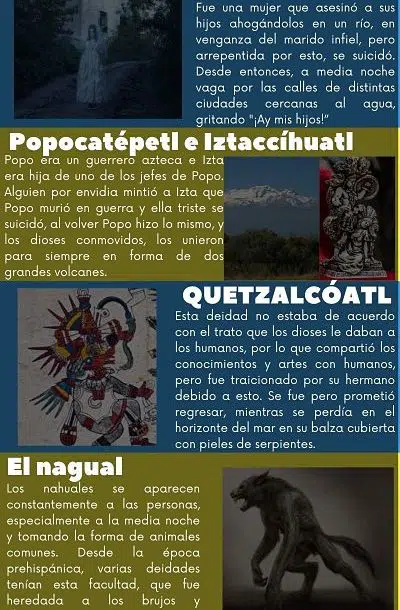 Fue una mujer que asesinó a sus
hijos ahogándolos en un río, en
venganza del marido infiel, pero
arrepentida por esto, se suicidó.
Desde entonces, a media noche
vaga por las calles de distintas
ciudades cercanas al agua,
gritando "¡Ay mis hijos!"
Popocatépetl e Iztaccíhuatl
Popo era un guerrero azteca e Izta
era hija de uno de los jefes de Popo.
Alguien por envidia mintió a Izta que
Popo murió en guerra y ella triste se
suicidó, al volver Popo hizo lo mismo, y
los dioses conmovidos, los unieron
para siempre en forma de dos
grandes volcanes.
QUETZALCÓATL
Esta deidad no estaba de acuerdo
con el trato que los dioses le daban a
los humanos, por lo que compartió los
conocimientos y artes con humanos,
pero fue traicionado por su hermano
debido a esto. Se fue pero prometió
regresar, mientras se perdía en el
horizonte del mar en su balza cubierta
con pieles de serpientes.
El nagual
Los nahuales se aparecen
constantemente a las personas,
especialmente a la media noche
y tomando la forma de animales
comunes. Desde la época
prehispánica, varias deidades
tenían esta facultad, que fue
heredada a los brujos y